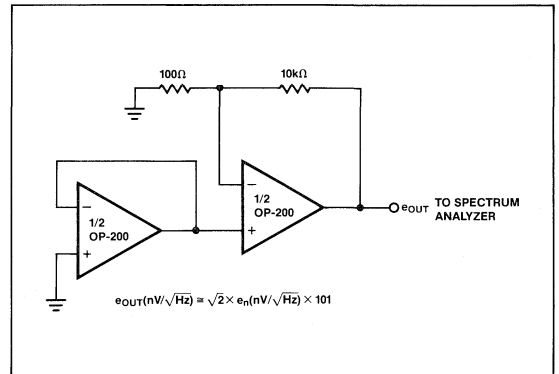 100Ω
10kΩ
−
1/2
OP-200
+
−
1/2
OP-200
+
eOUT TO SPECTRUM
ANALYZER
eOUT(nV/√Hz) ≅ √2 × en(nV/√Hz) × 101